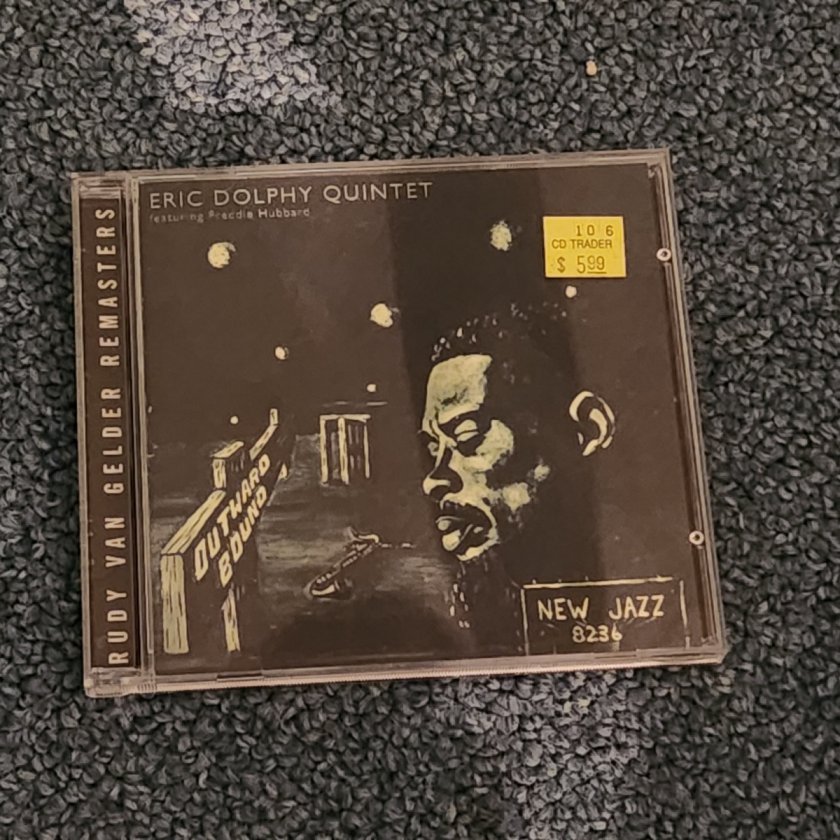 ERIC DOLPHY QUINTET
featuring Freddie Hubbard
10 6
CD TRADER
$ 5.99
RUDY VAN GELDER REMASTERS
OUTWARD
BOUND
NEW JAZZ
8236